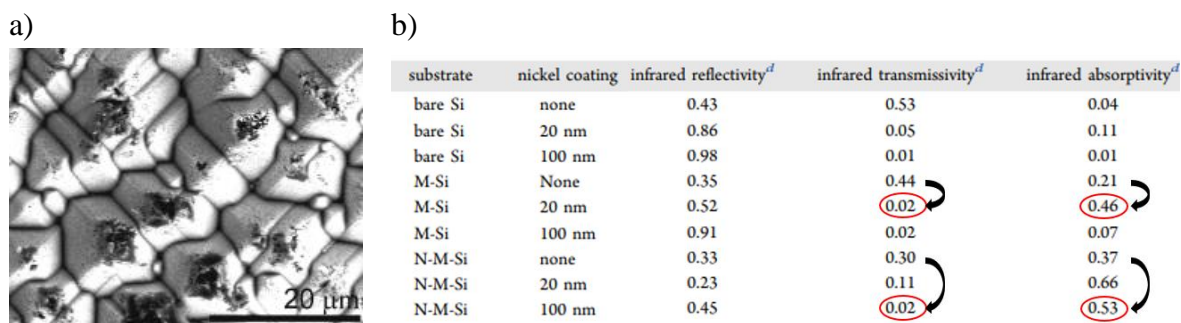 a)
b)
20 μm
substrate nickel coating infrared reflectivity^d infrared transmissivity^d infrared absorptivity^d
bare Si none 0.43 0.53 0.04
bare Si 20 nm 0.86 0.05 0.11
bare Si 100 nm 0.98 0.01 0.01
M-Si None 0.35 0.44 0.21
M-Si 20 nm 0.52 0.02 0.46
M-Si 100 nm 0.91 0.02 0.07
N-M-Si none 0.33 0.30 0.37
N-M-Si 20 nm 0.23 0.11 0.66
N-M-Si 100 nm 0.45 0.02 0.53